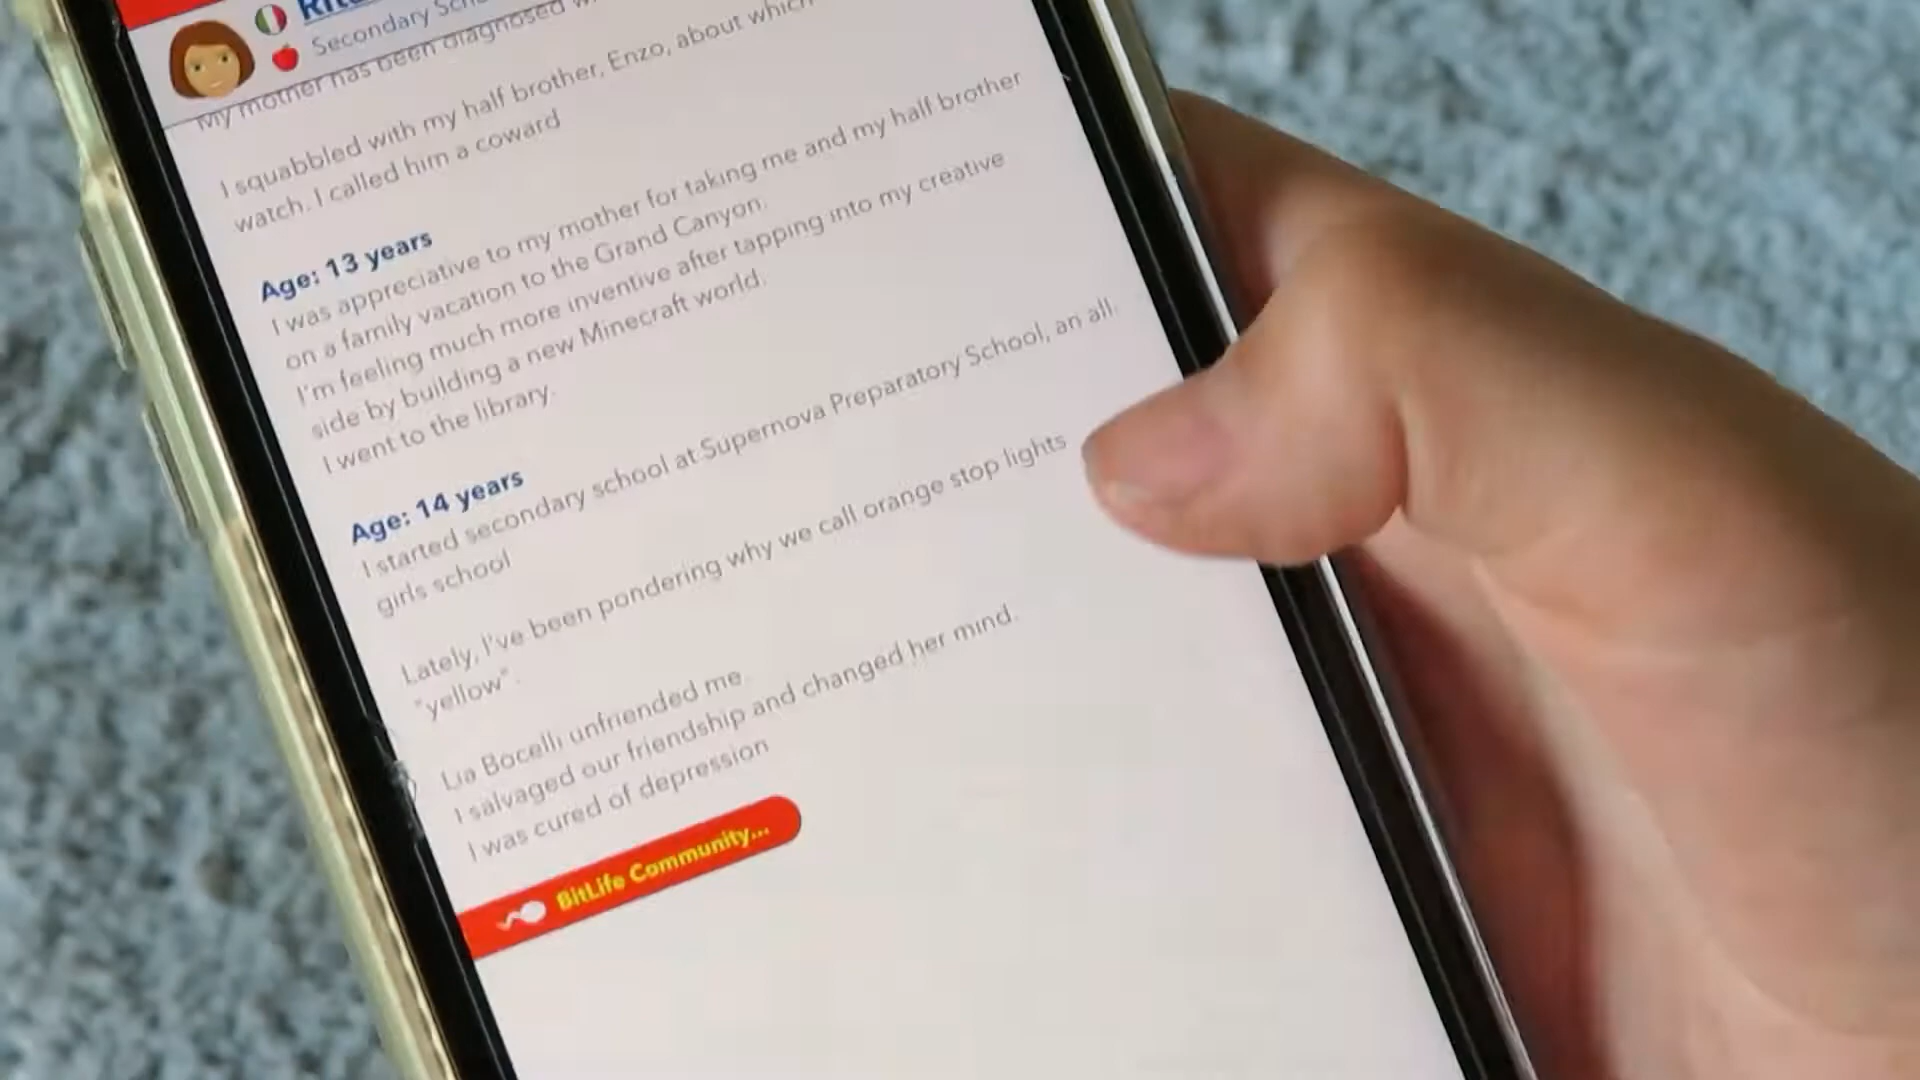 Secondary
My mother has been diagnosed
I squabbled with my half brother, Enzo, about which
watch. I called him a coward
Age: 13 years
I was appreciative to my mother for taking me and my half brother
on a family vacation to the Grand Canyon.
I'm feeling much more inventive after tapping into my creative
side by building a new Minecraft world.
I went to the library.
Age: 14 years
I started secondary school at Supernova Preparatory School, an all
girls school
Lately, I've been pondering why we call orange stop lights
"yellow".
Lia Bocelli unfriended me.
I salvaged our friendship and changed her mind.
I was cured of depression
BitLife Community...